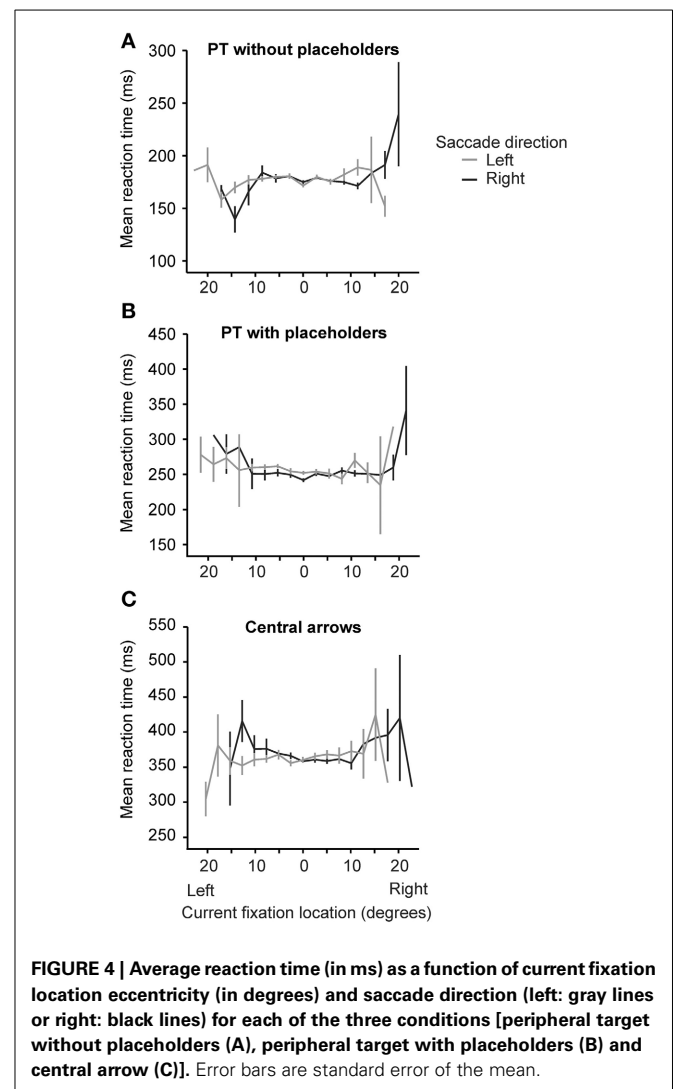 A
PT without placeholders
300
250
200
150
100
Mean reaction time (ms)
20 10 0 10 20
Saccade direction
Left
Right
B
PT with placeholders
450
400
350
300
250
200
150
Mean reaction time (ms)
20 10 0 10 20
C
Central arrows
550
500
450
400
350
300
250
Mean reaction time (ms)
20 10 0 10 20
Left Right
Current fixation location (degrees)
FIGURE 4 | Average reaction time (in ms) as a function of current fixation
location eccentricity (in degrees) and saccade direction (left: gray lines
or right: black lines) for each of the three conditions [peripheral target
without placeholders (A), peripheral target with placeholders (B) and
central arrow (C)]. Error bars are standard error of the mean.